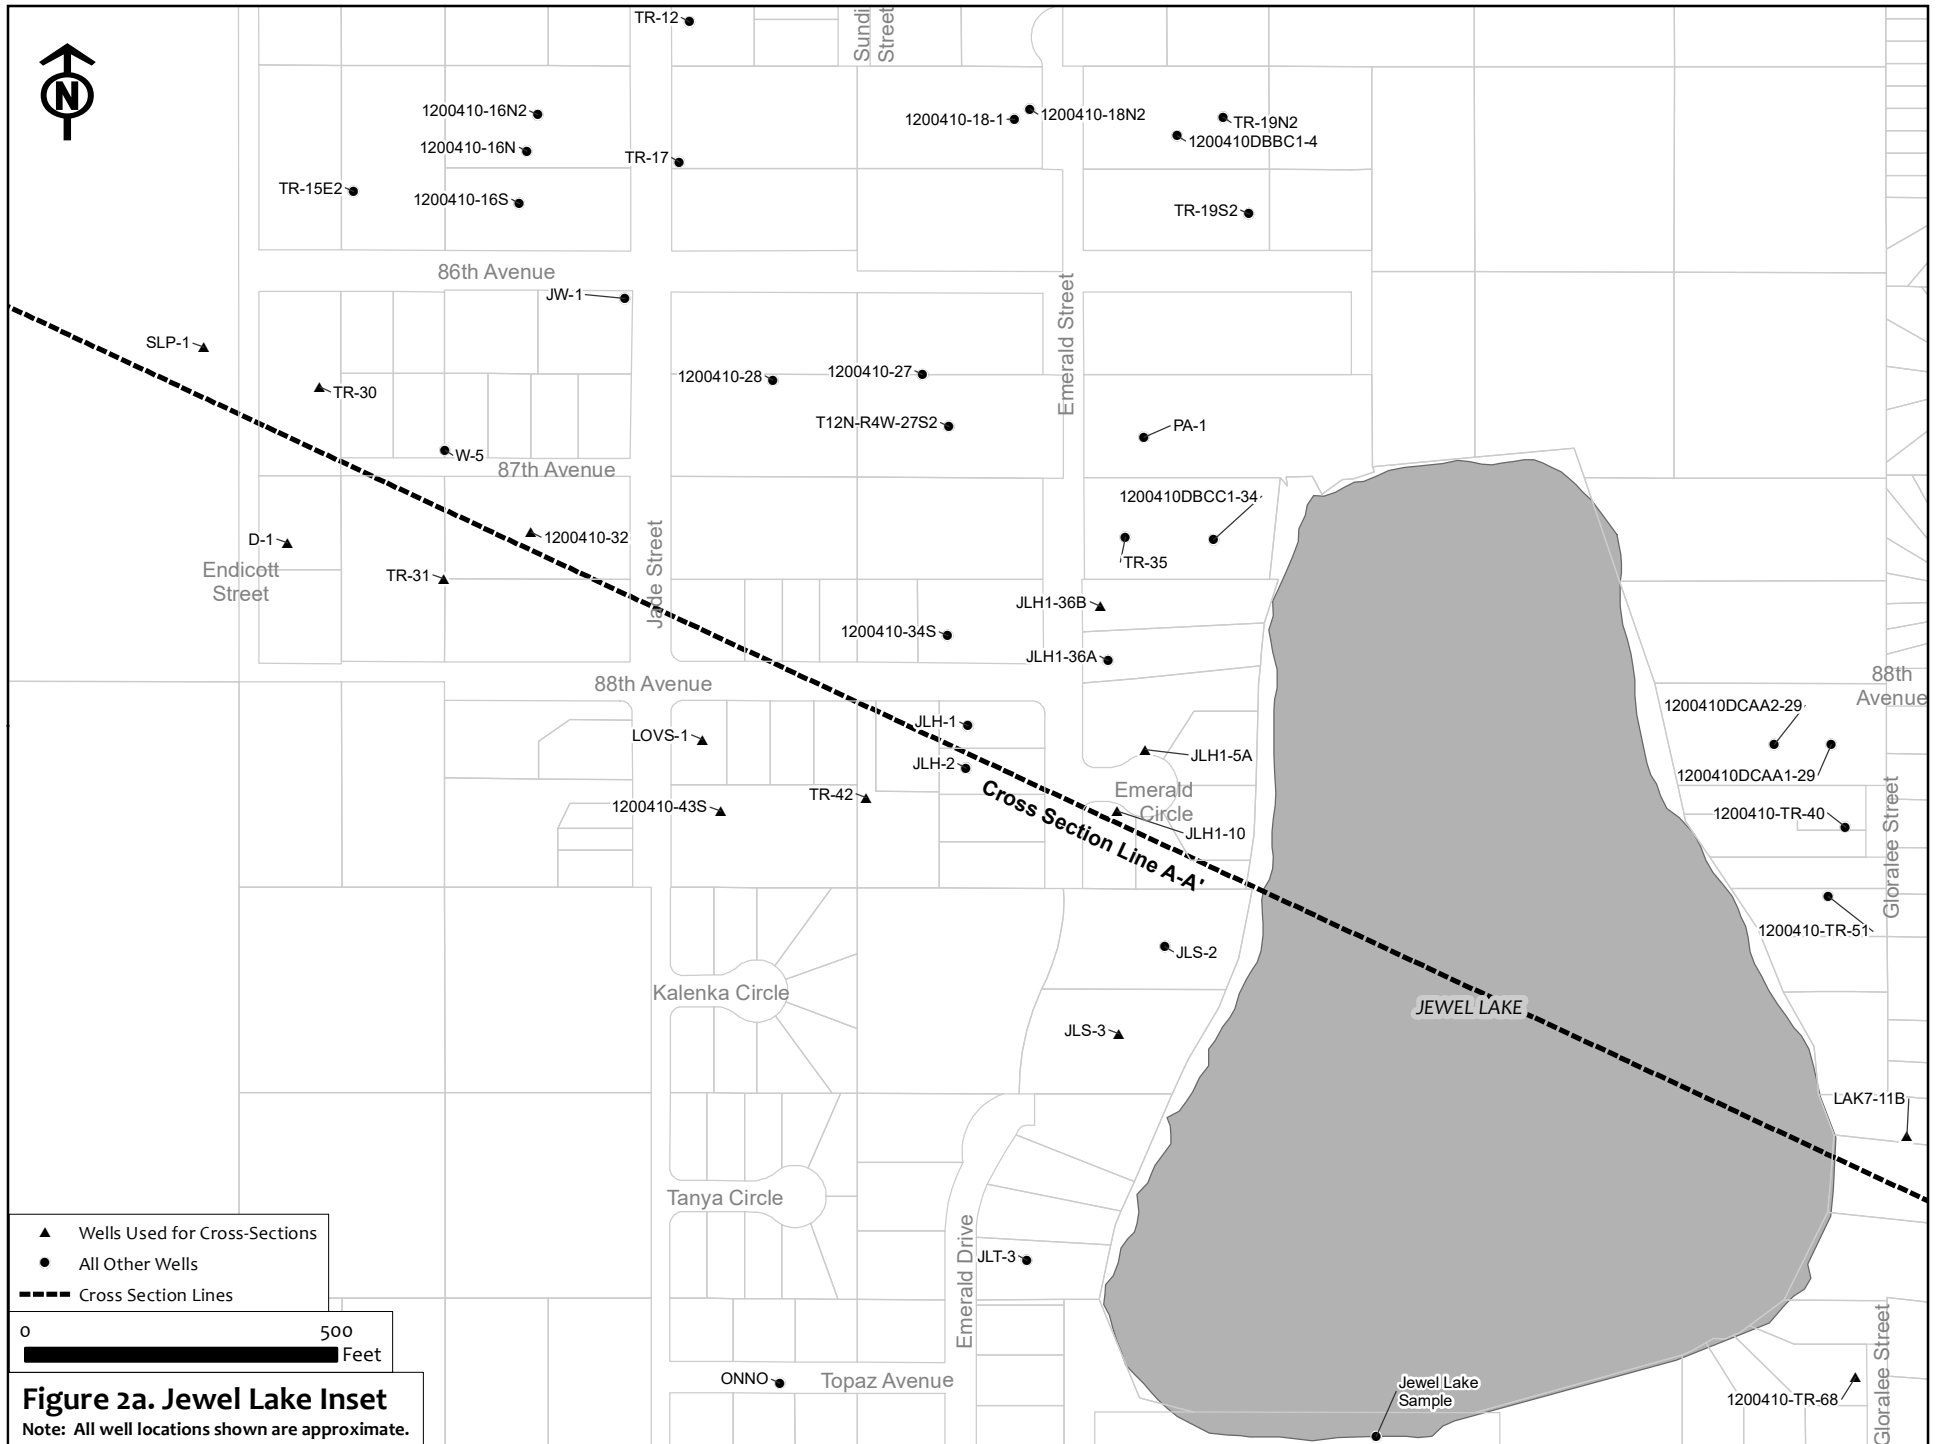 TR-12
Sundi
Street
N
1200410-16N2
1200410-18-1
1200410-18N2
TR-19N2
1200410DBBC1-4
1200410-16N
TR-17
TR-15E2
1200410-16S
TR-19S2
86th Avenue
JW-1
Emerald Street
SLP-1
TR-30
1200410-28
1200410-27
T12N-R4W-27S2
PA-1
W-5
87th Avenue
1200410DBCC1-34
D-1
1200410-32
Jade Street
TR-35
Endicott
Street
TR-31
JLH1-36B
1200410-34S
JLH1-36A
88th Avenue
88th
Avenue
1200410DCAA2-29
JLH-1
LOVS-1
JLH1-5A
JLH-2
1200410DCAA1-29
Emerald
Circle
TR-42
1200410-43S
Cross Section Line A-A'
JLH1-10
1200410-TR-40
Gloralee Street
1200410-TR-51
JLS-2
Kalenka Circle
JEWEL LAKE
JLS-3
LAK7-11B
Tanya Circle
Emerald Drive
JLT-3
Wells Used for Cross-Sections
All Other Wells
Cross Section Lines
0 500
Feet
ONNO
Topaz Avenue
Jewel Lake
Sample
1200410-TR-68
Gloralee Street
Figure 2a. Jewel Lake Inset
Note: All well locations shown are approximate.